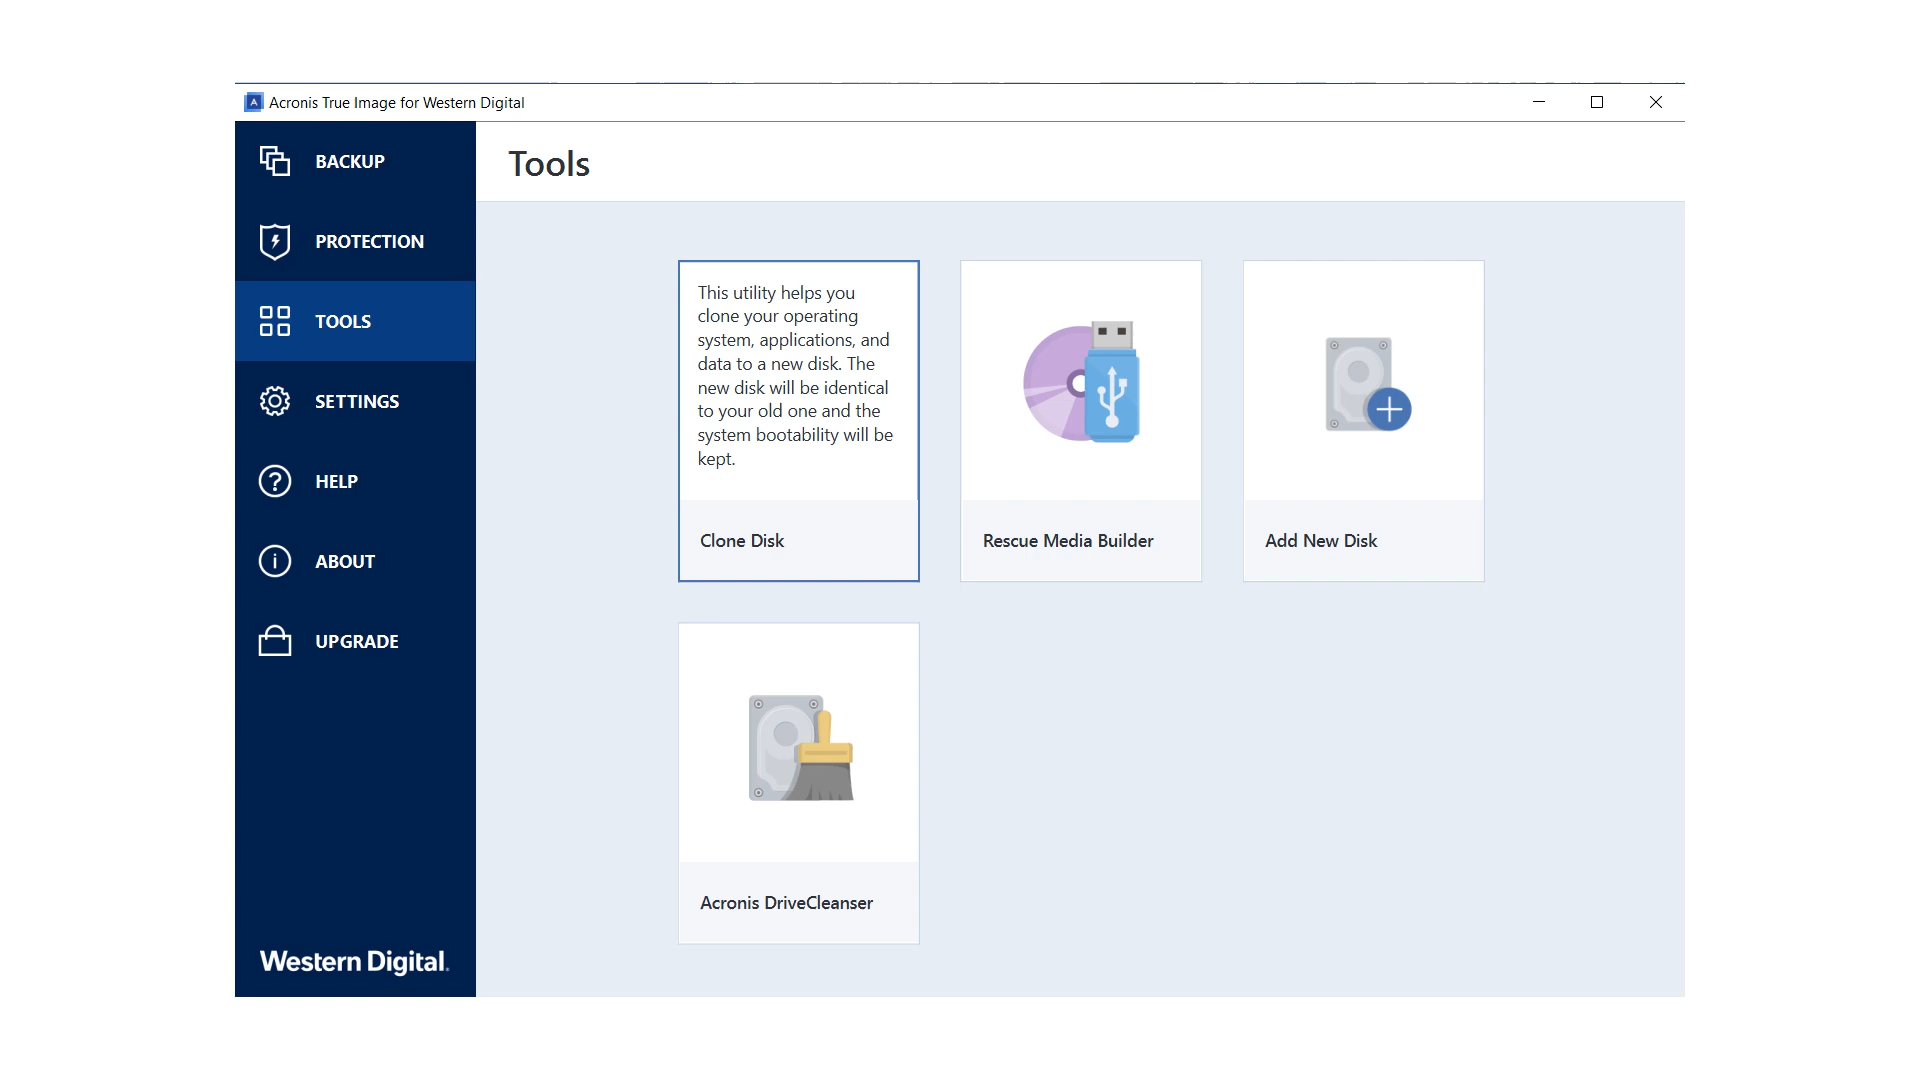 Acronis True Image for Western Digital
BACKUP
PROTECTION
TOOLS
SETTINGS
HELP
ABOUT
UPGRADE
Western Digital.
Tools
This utility helps you
clone your operating
system, applications, and
data to a new disk. The
new disk will be identical
to your old one and the
system bootability will be
kept.
Clone Disk
Rescue Media Builder
Add New Disk
Acronis DriveCleanser